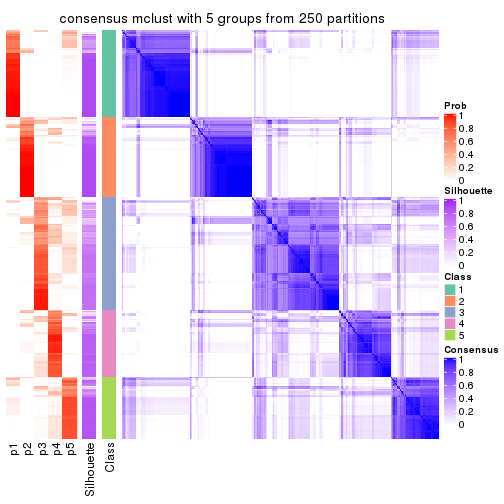 consensus mclust with 5 groups from 250 partitions
Prob
1
0.8
0.6
0.4
0.2
0
Silhouette
1
0.8
0.6
0.4
0.2
0
Class
1
2
3
4
5
Consensus
1
0.8
0.6
0.4
0.2
0
p1
p2
p3
p4
p5
Silhouette
Class